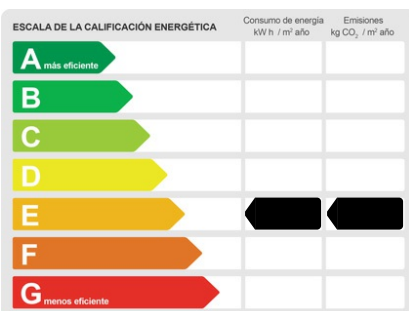 ESCALA DE LA CALIFICACIÓN ENERGÉTICA
Consumo de energía
kW h / m² año
Emisiones
kg CO₂ / m² año
A más eficiente
B
C
D
E
F
G menos eficiente